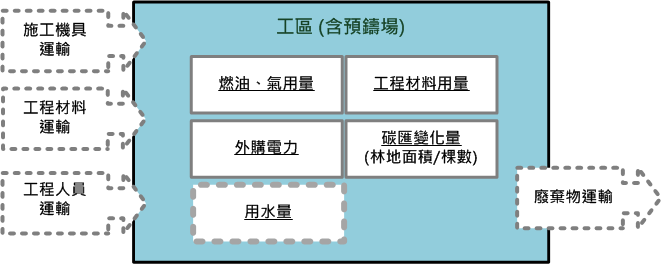 施工機具
運輸
工程材料
運輸
工程人員
運輸
工區 (含預鑄場)
燃油、氣用量
工程材料用量
外購電力
碳匯變化量
(林地面積/棵數)
用水量
廢棄物運輸